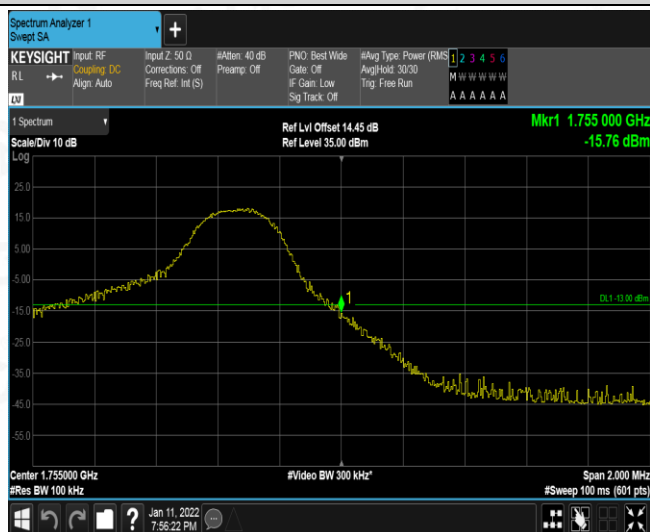 Spectrum Analyzer 1
Swept SA
+
KEYSIGHT
RL
LXI
Input: RF
Coupling: DC
Align: Auto
Input Z: 50 Ω
Corrections: Off
Freq Ref: Int (S)
#Atten: 40 dB
Preamp: Off
PNO: Best Wide
Gate: Off
IF Gain: Low
Sig Track: Off
#Avg Type: Power (RMS
Avg|Hold: 30/30
Trig: Free Run
1 2 3 4 5 6
M W W W W W
A A A A A A
1 Spectrum
Scale/Div 10 dB
Log
Ref Lvl Offset 14.45 dB
Ref Level 35.00 dBm
Mkr1 1.755 000 GHz
-15.76 dBm
25.0
15.0
5.00
-5.00
1
DL1 -13.00 dBm
-15.0
-25.0
-35.0
-45.0
-55.0
Center 1.755000 GHz
#Res BW 100 kHz
#Video BW 300 kHz*
Span 2.000 MHz
#Sweep 100 ms (601 pts)
?
Jan 11, 2022
7:56:22 PM